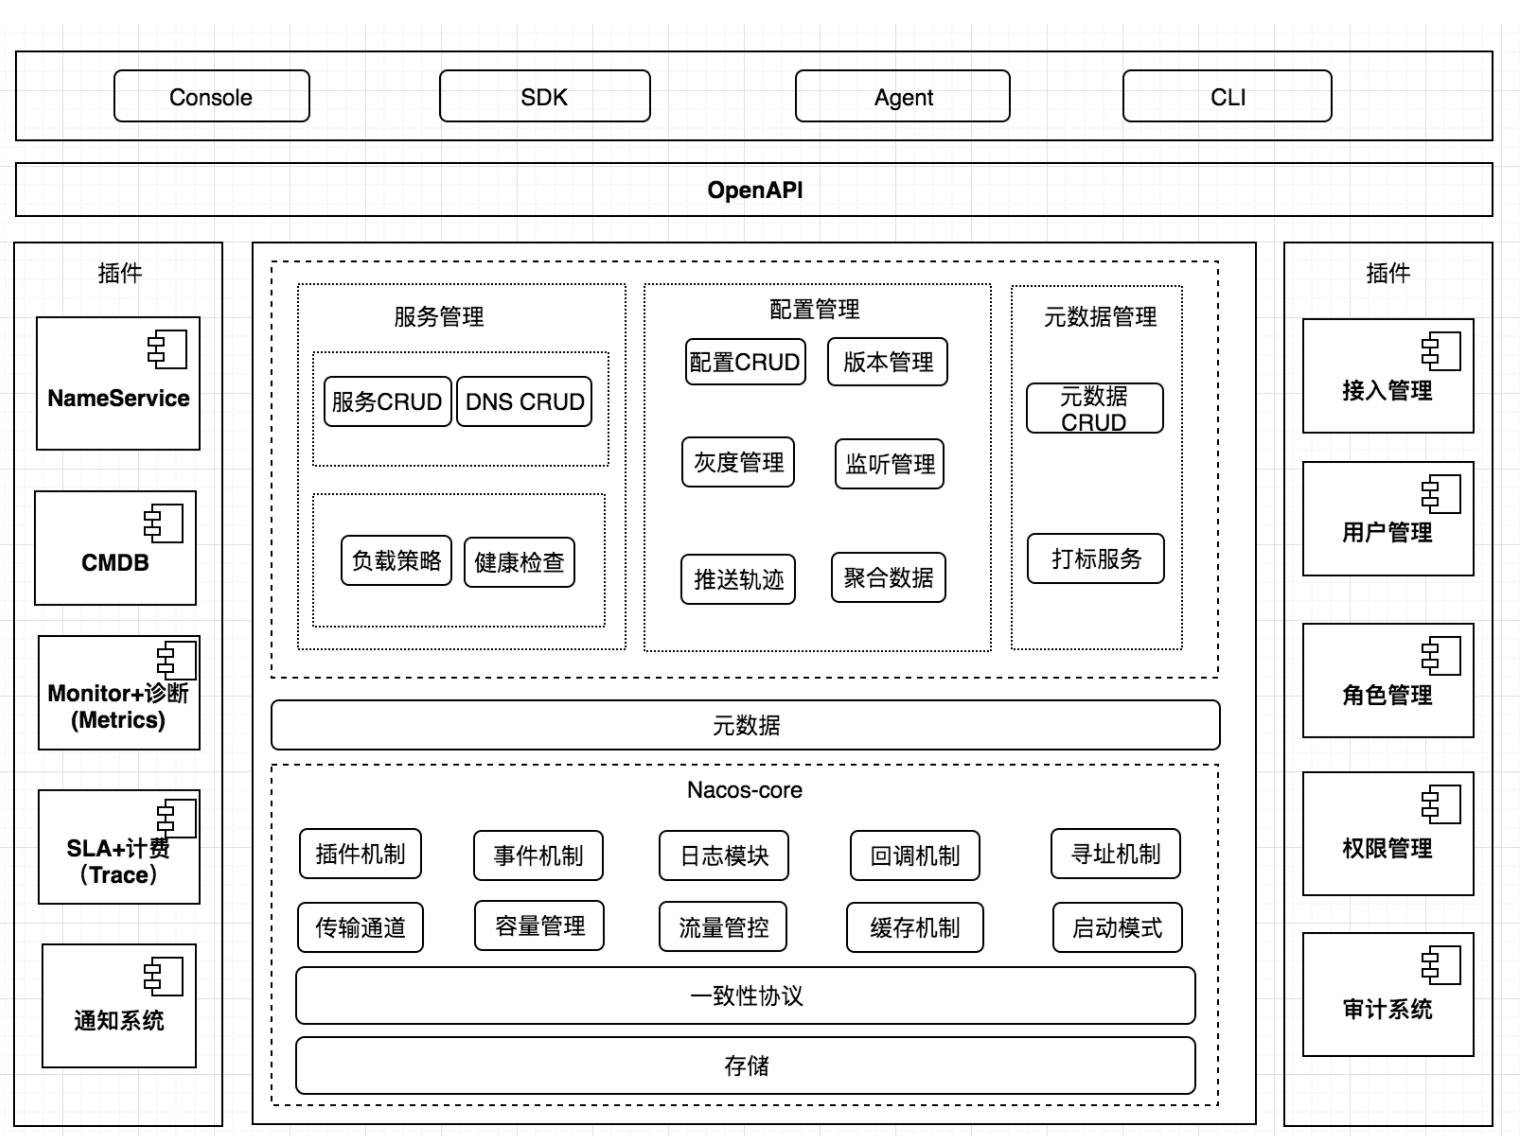 Console
SDK
Agent
CLI
OpenAPI
插件
NameService
CMDB
Monitor+诊断
(Metrics)
SLA+计费
（Trace）
通知系统
服务管理
服务CRUD
DNS CRUD
负载策略
健康检查
配置管理
配置CRUD
版本管理
灰度管理
监听管理
推送轨迹
聚合数据
元数据管理
元数据
CRUD
打标服务
元数据
Nacos-core
插件机制
事件机制
日志模块
回调机制
寻址机制
传输通道
容量管理
流量管控
缓存机制
启动模式
一致性协议
存储
插件
接入管理
用户管理
角色管理
权限管理
审计系统